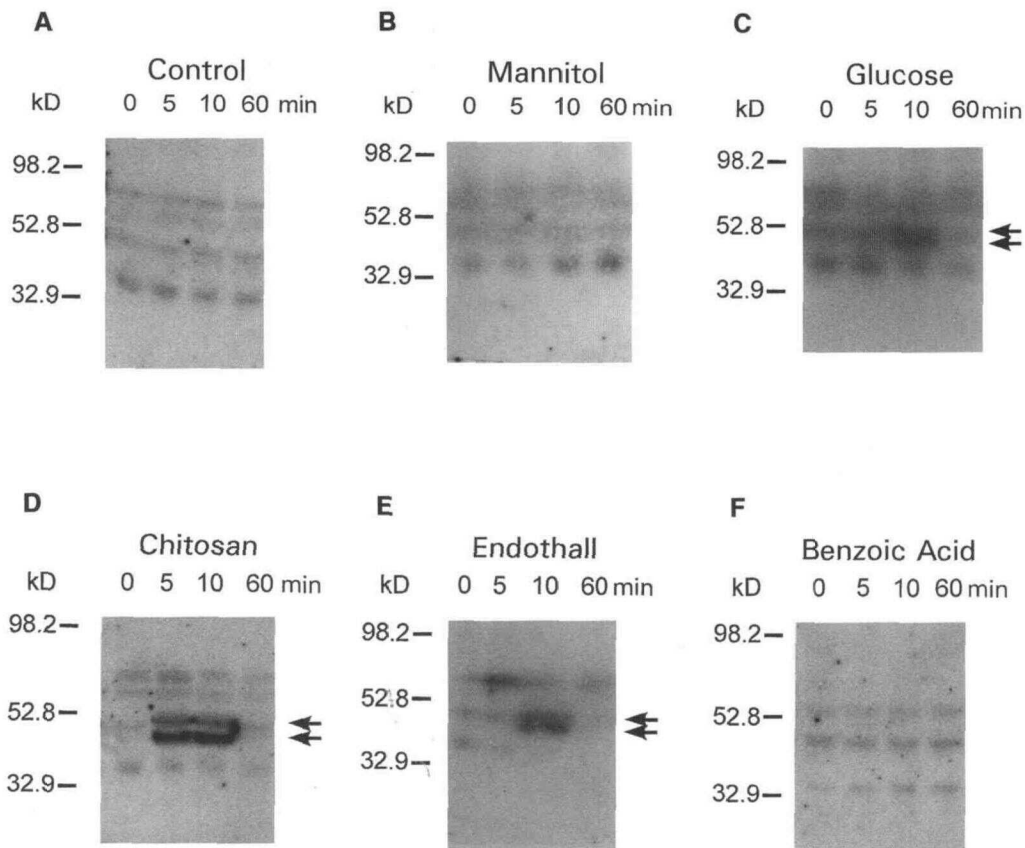 A
Control
kD 0 5 10 60 min
98.2
52.8
32.9
B
Mannitol
kD 0 5 10 60 min
98.2
52.8
32.9
C
Glucose
kD 0 5 10 60 min
98.2
52.8
32.9
D
Chitosan
kD 0 5 10 60 min
98.2
52.8
32.9
E
Endothall
kD 0 5 10 60 min
98.2
52.8
32.9
F
Benzoic Acid
kD 0 5 10 60 min
98.2
52.8
32.9